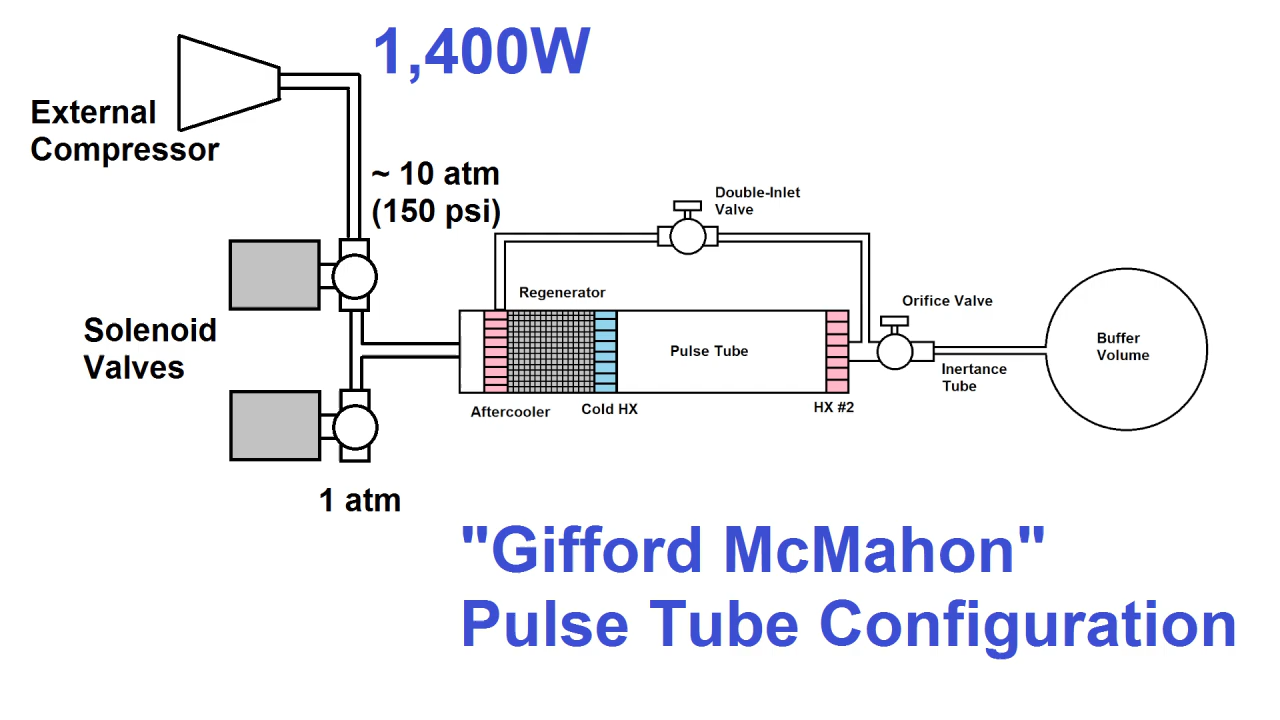 1,400W
External
Compressor
~ 10 atm
(150 psi)
Double-Inlet
Valve
Regenerator
Orifice Valve
Solenoid
Valves
Pulse Tube
Buffer
Volume
Inertance
Tube
Aftercooler
Cold HX
HX #2
1 atm
"Gifford McMahon"
Pulse Tube Configuration